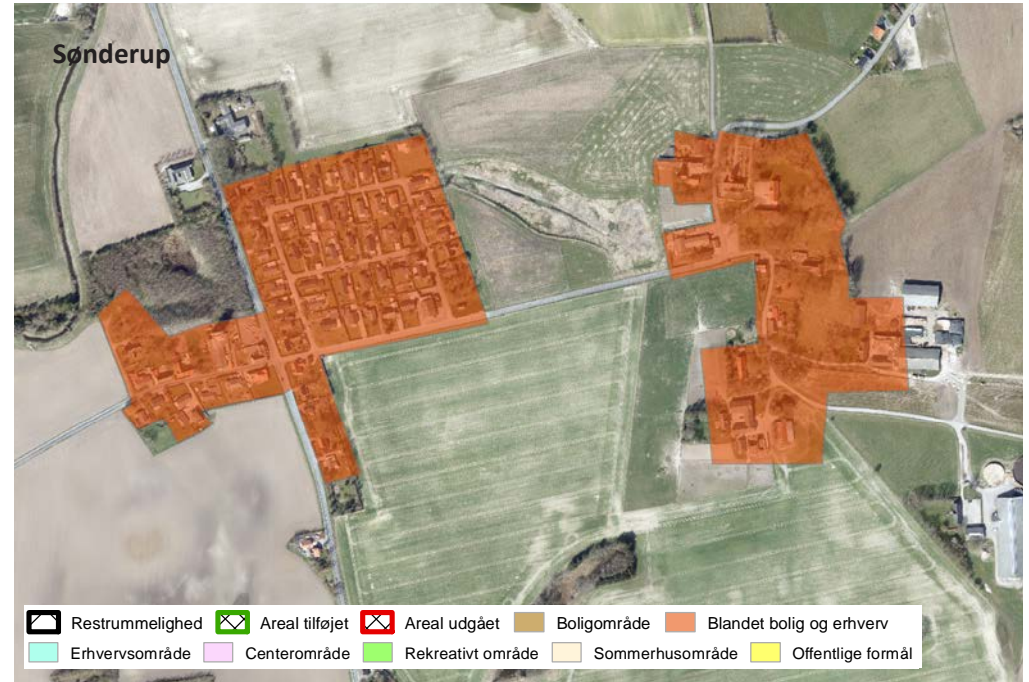 Sønderup
Restrummelighed Areal tilføjet Areal udgået Boligområde Blandet bolig og erhverv
Erhvervsområde Centerområde Rekreativt område Sommerhusområde Offentlige formål